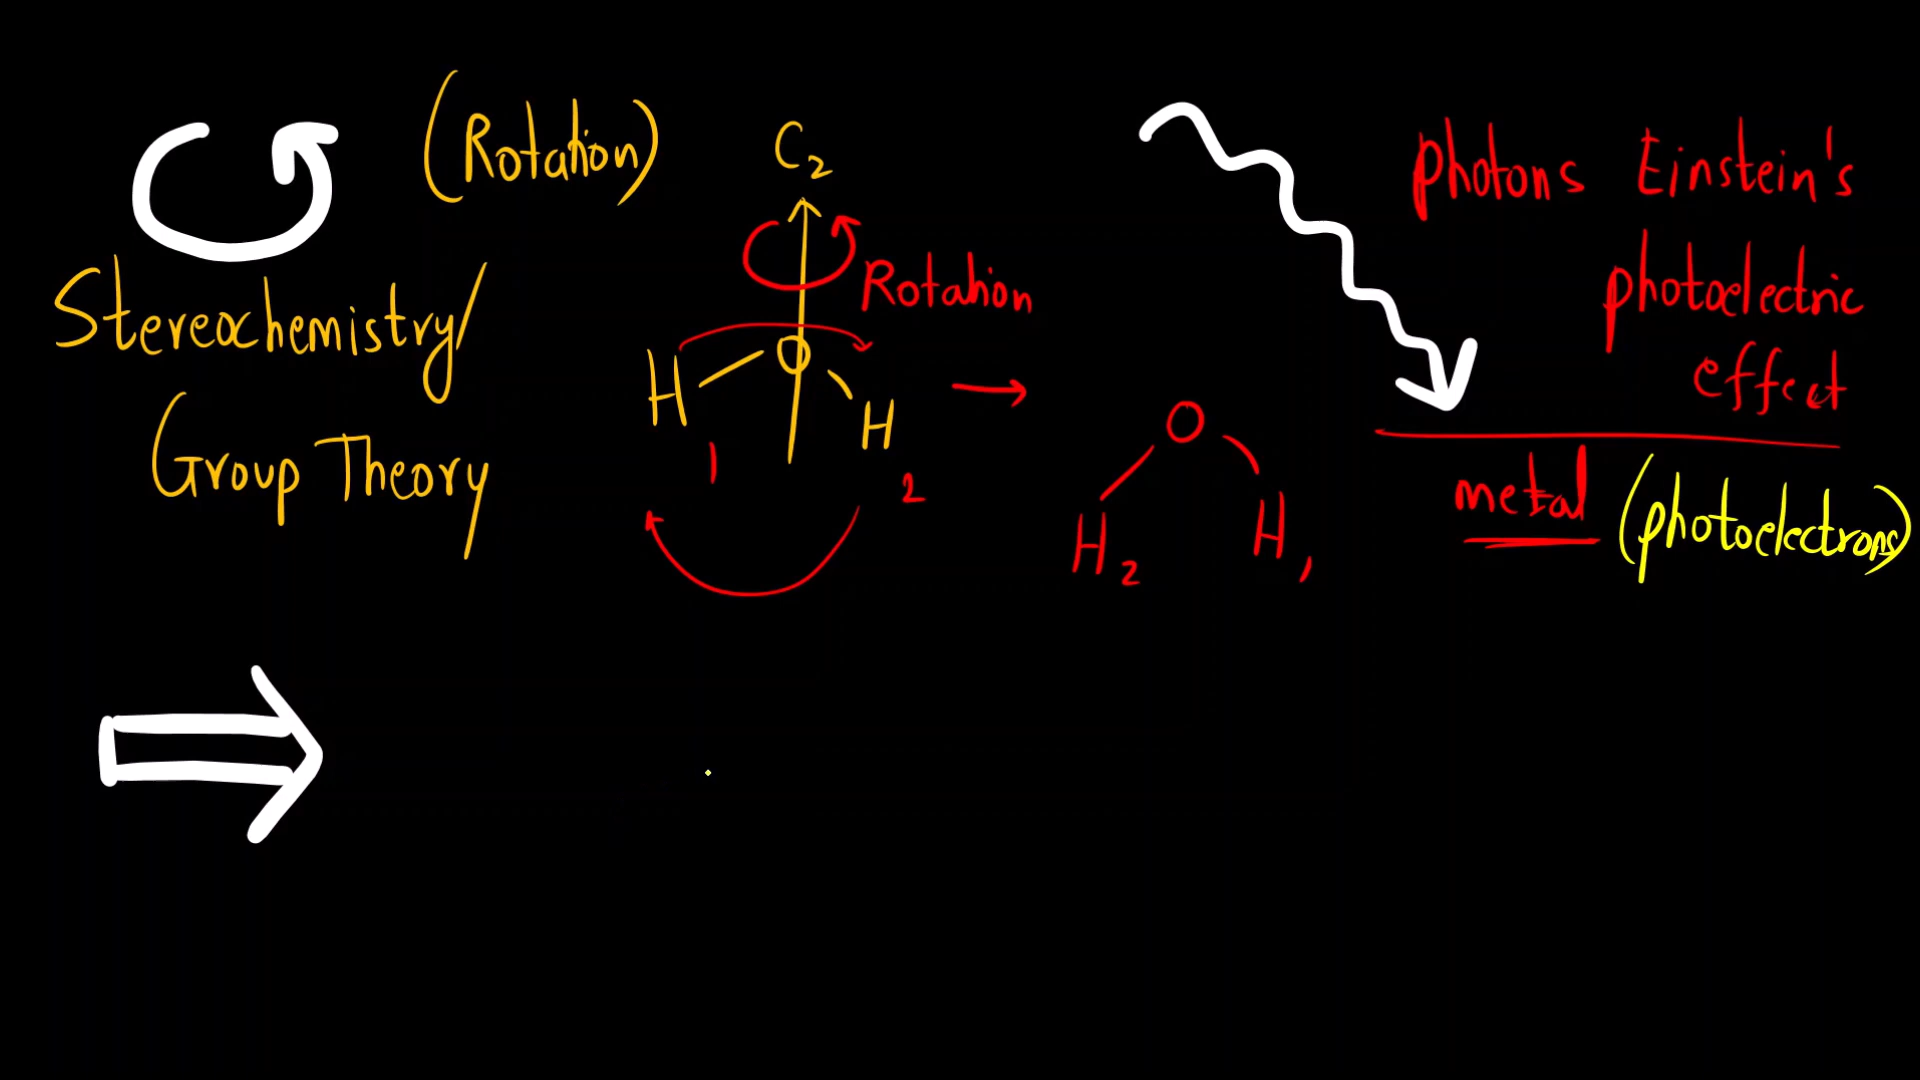 (Rotation)
Stereochemistry/
Group Theory
C2
Rotation
H O H
1 2
O
H2 H1
photons Einstein's
photoelectric
effect
metal (photoelectrons)